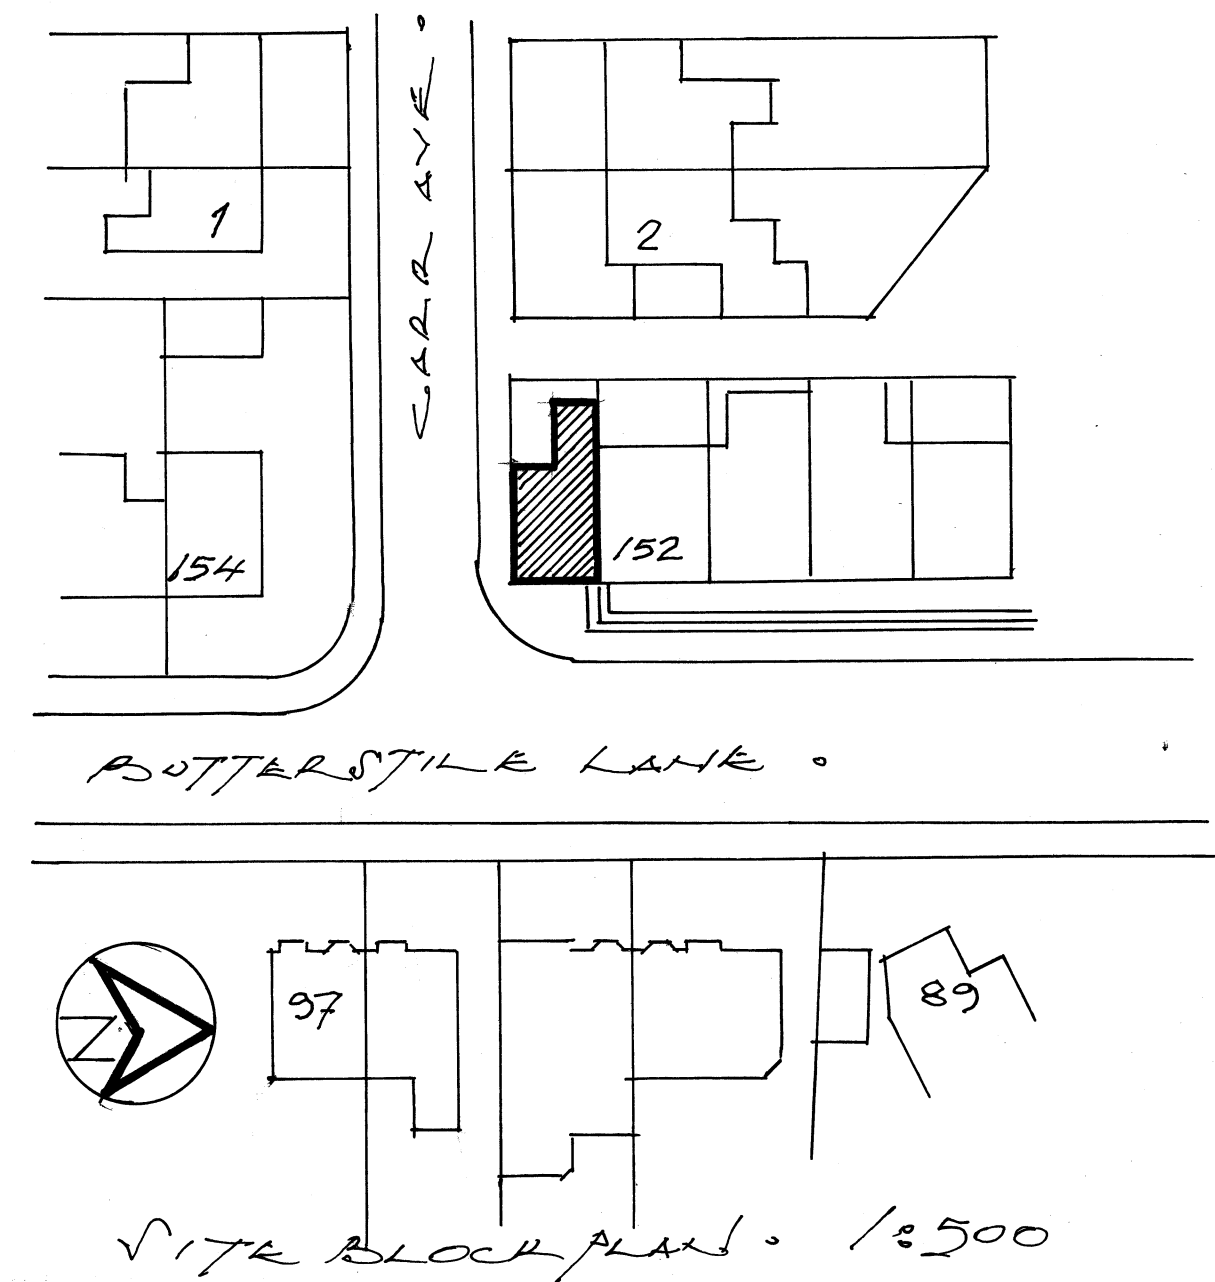 CARR AVE.
1
2
154
152
BUTTERSTILE LANE.
97
89
N
SITE BLOCK PLAN. 1:500